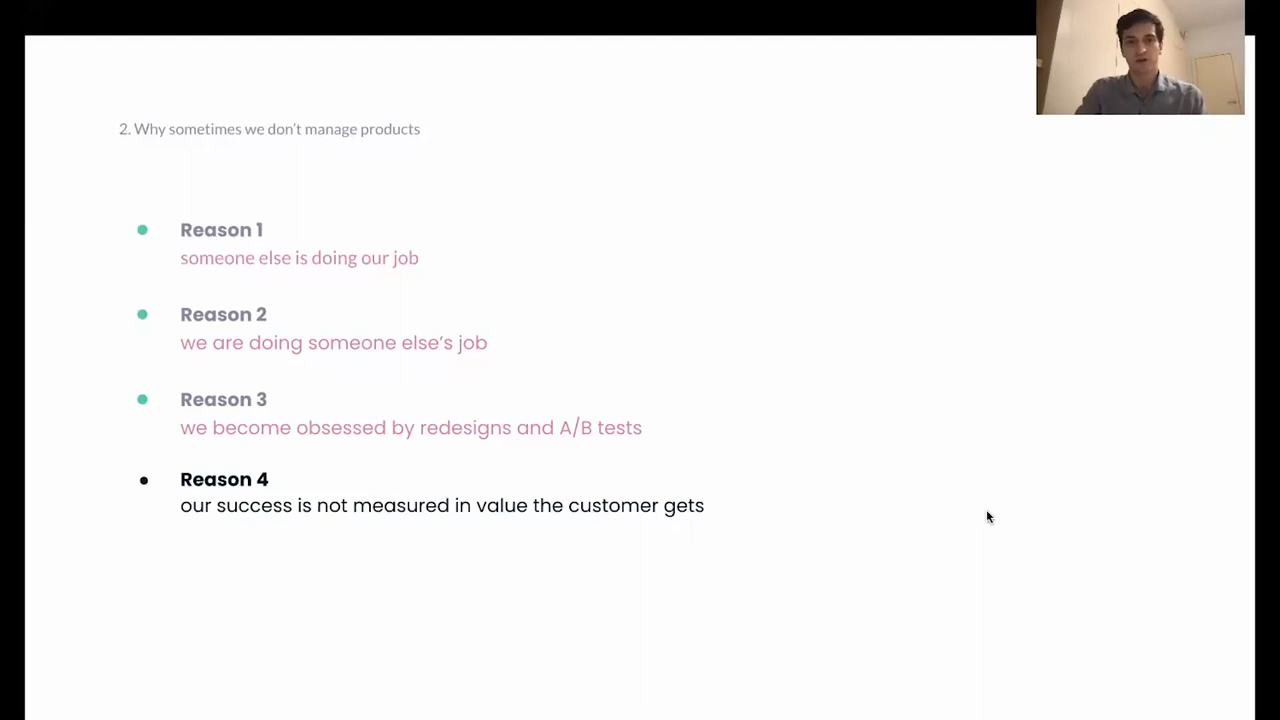 2. Why sometimes we don't manage products
Reason 1
someone else is doing our job
Reason 2
we are doing someone else's job
Reason 3
we become obsessed by redesigns and A/B tests
Reason 4
our success is not measured in value the customer gets